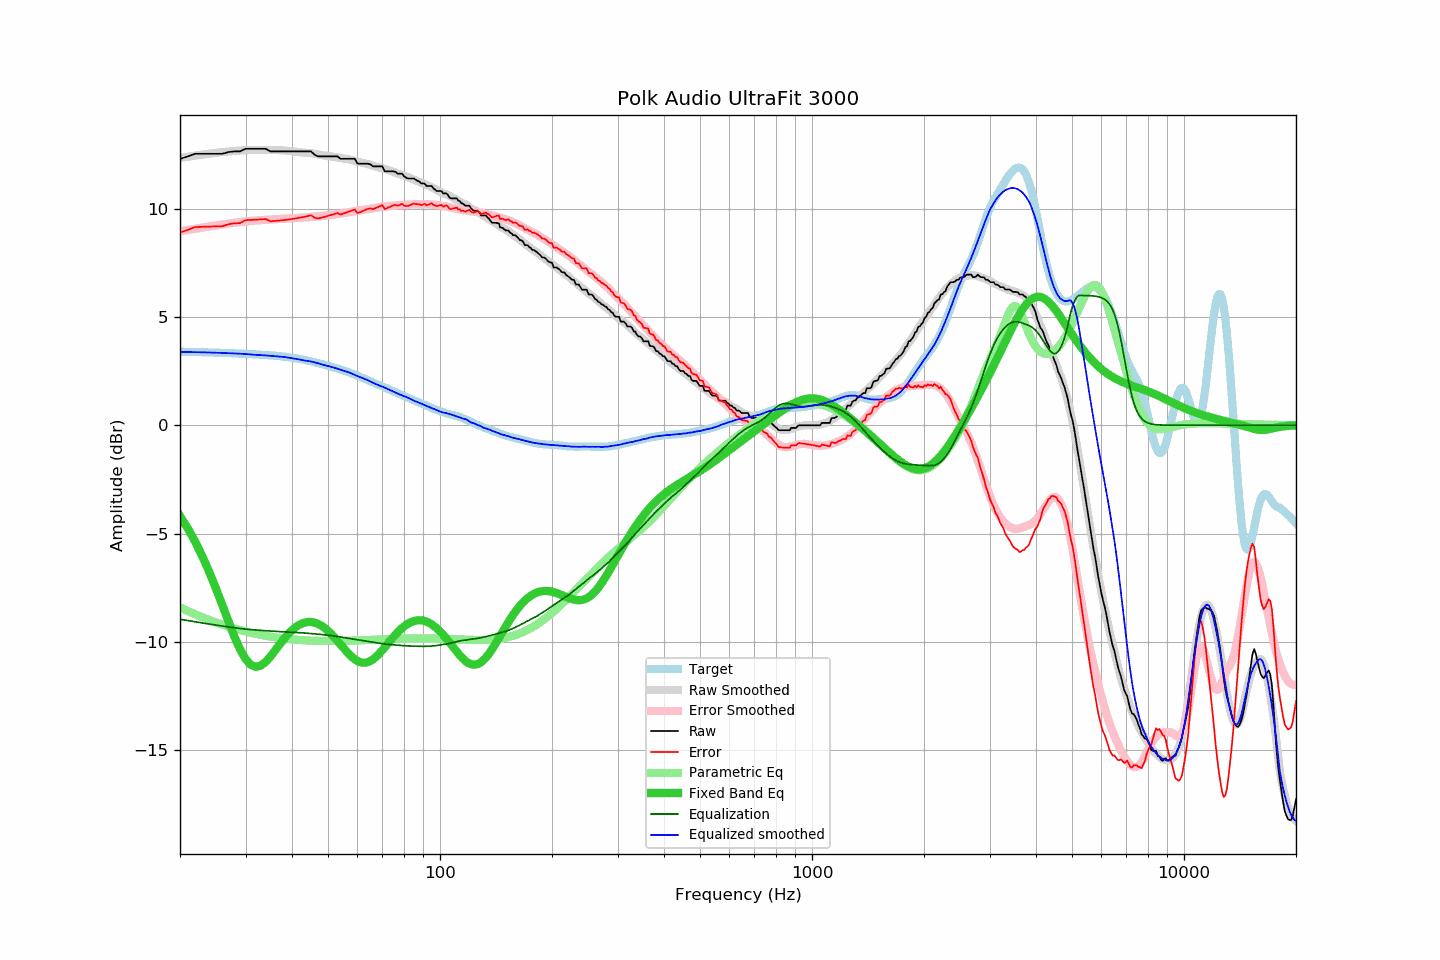 Polk Audio UltraFit 3000
Amplitude (dBr)
10
5
0
−5
−10
−15
Target
Raw Smoothed
Error Smoothed
Raw
Error
Parametric Eq
Fixed Band Eq
Equalization
Equalized smoothed
100
1000
10000
Frequency (Hz)